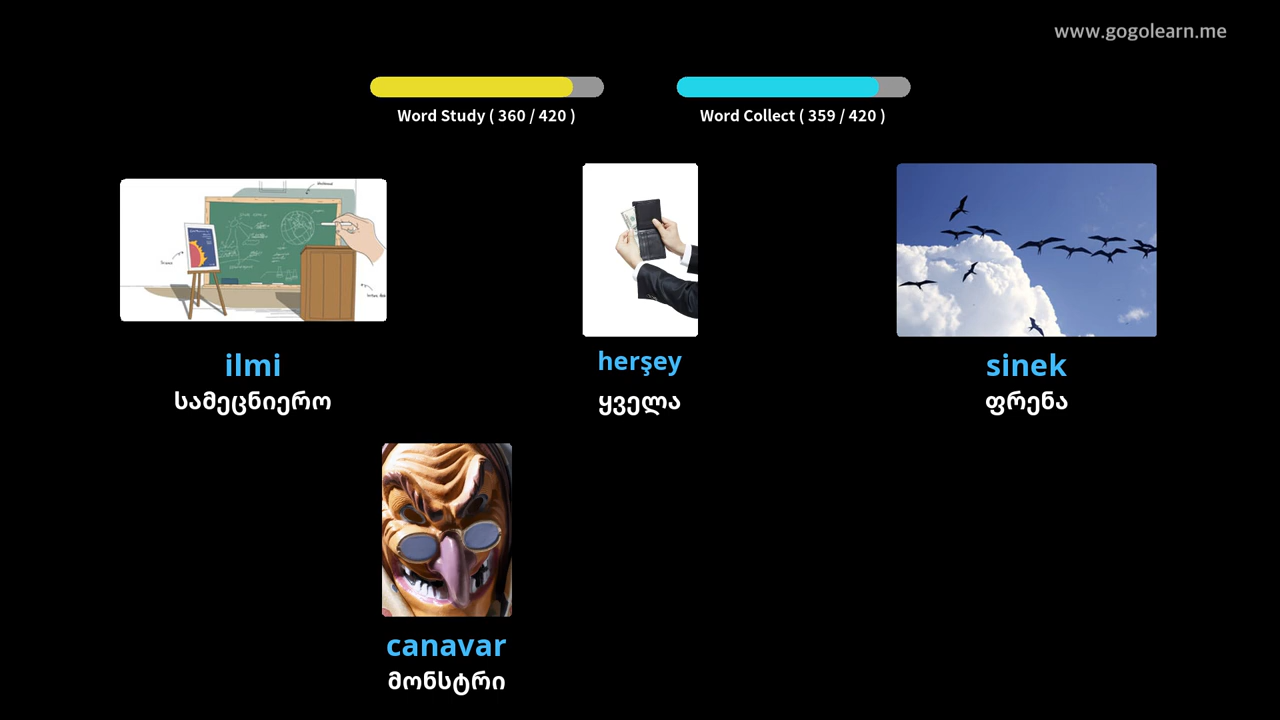 www.gogolearn.me
Word Study ( 360 / 420 )
Word Collect ( 359 / 420 )
ilmi
სამეცნიერო
herşey
ყველა
sinek
ფრენა
canavar
მონსტრი